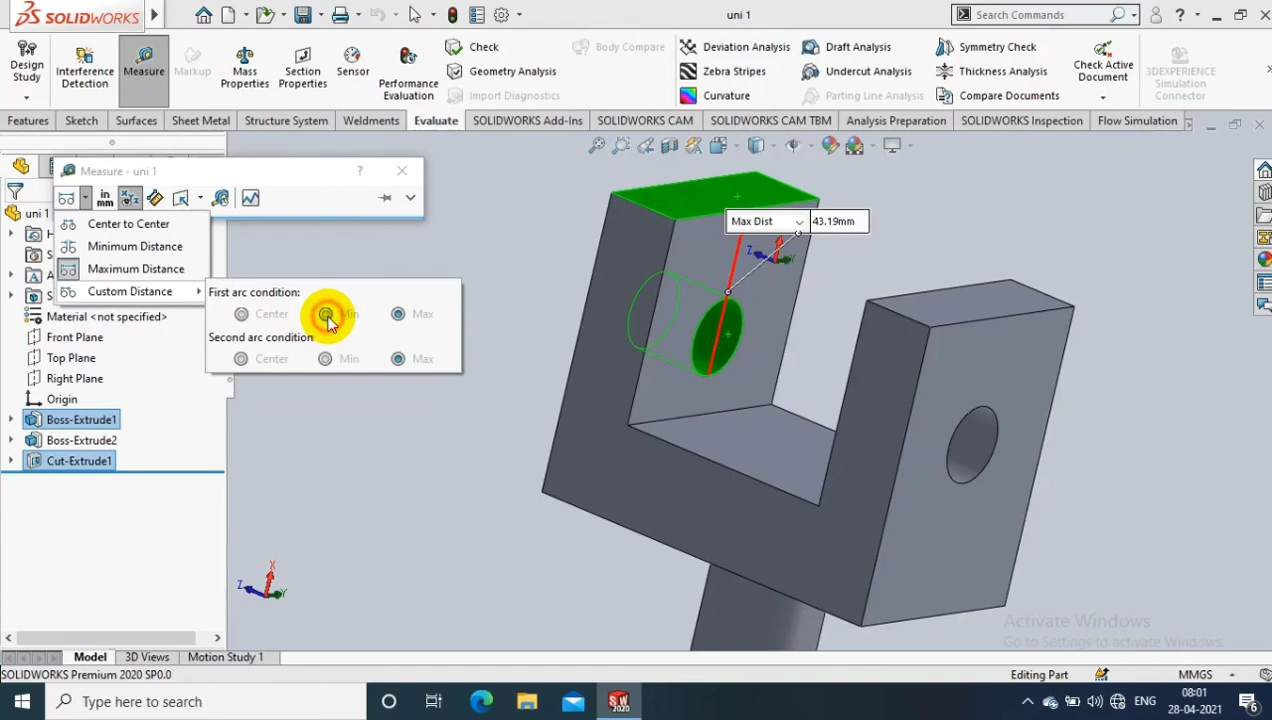 SOLIDWORKS
uni 1
Search Commands
Design Study
Interference Detection
Measure
Markup
Mass Properties
Section Properties
Sensor
Performance Evaluation
Check
Geometry Analysis
Import Diagnostics
Body Compare
Deviation Analysis
Zebra Stripes
Curvature
Draft Analysis
Undercut Analysis
Parting Line Analysis
Symmetry Check
Thickness Analysis
Compare Documents
Check Active Document
3DEXPERIENCE Simulation Connector
Features
Sketch
Surfaces
Sheet Metal
Structure System
Weldments
Evaluate
SOLIDWORKS Add-Ins
SOLIDWORKS CAM
SOLIDWORKS CAM TBM
Analysis Preparation
SOLIDWORKS Inspection
Flow Simulation
Measure - uni 1
in mm
uni 1
Center to Center
Minimum Distance
Maximum Distance
Custom Distance
First arc condition:
Center Min Max
Second arc condition
Center Min Max
Max Dist 43.19mm
Z Y
Material <not specified>
Front Plane
Top Plane
Right Plane
Origin
Boss-Extrude1
Boss-Extrude2
Cut-Extrude1
X
Z Y
Activate Windows
Go to Settings to activate Windows.
Model 3D Views Motion Study 1
SOLIDWORKS Premium 2020 SP0.0
Editing Part
MMGS
Type here to search
SW 2020
ENG
08:01
28-04-2021
6